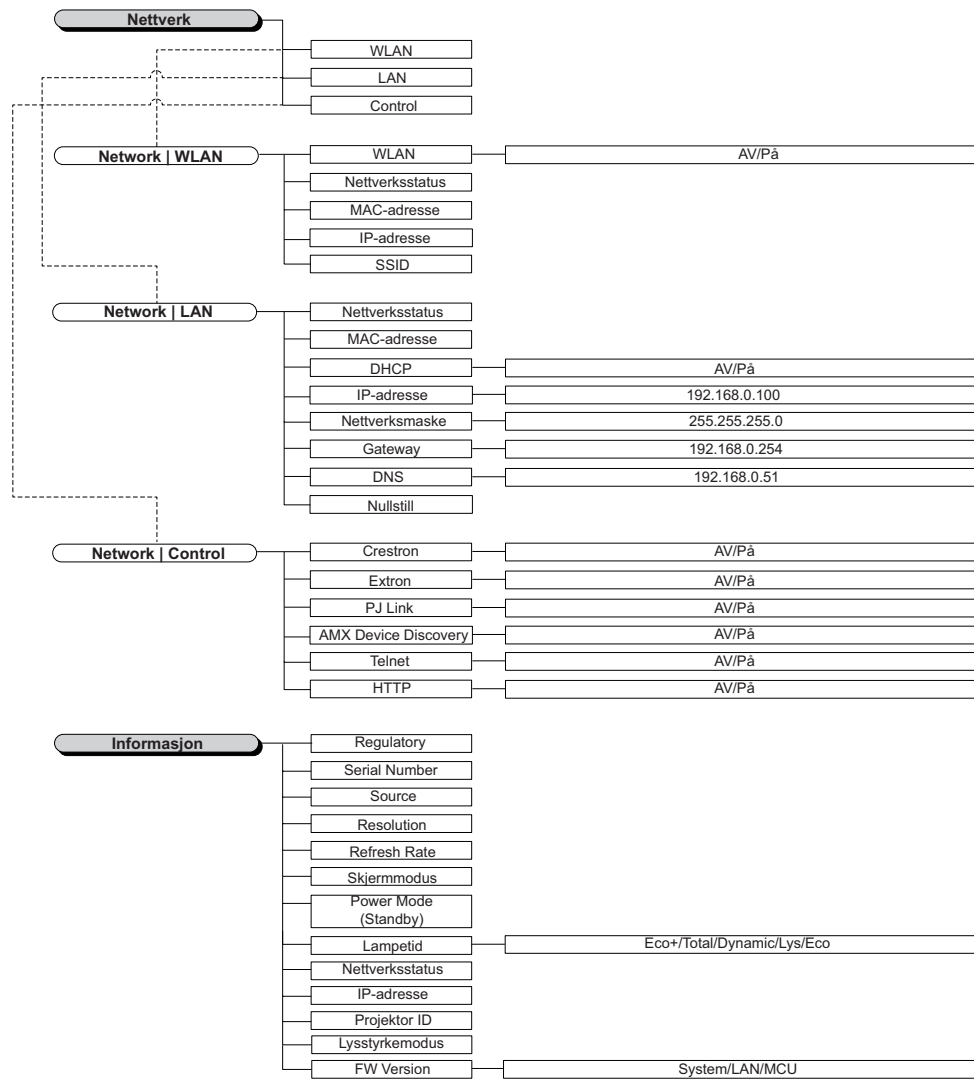 Nettverk
WLAN
LAN
Control
Network | WLAN
WLAN
AV/På
Nettverksstatus
MAC-adresse
IP-adresse
SSID
Network | LAN
Nettverksstatus
MAC-adresse
DHCP
AV/På
IP-adresse
192.168.0.100
Nettverksmaske
255.255.255.0
Gateway
192.168.0.254
DNS
192.168.0.51
Nullstill
Network | Control
Crestron
AV/På
Extron
AV/På
PJ Link
AV/På
AMX Device Discovery
AV/På
Telnet
AV/På
HTTP
AV/På
Informasjon
Regulatory
Serial Number
Source
Resolution
Refresh Rate
Skjermmodus
Power Mode
(Standby)
Lampetid
Eco+/Total/Dynamic/Lys/Eco
Nettverksstatus
IP-adresse
Projektor ID
Lysstyrkemodus
FW Version
System/LAN/MCU